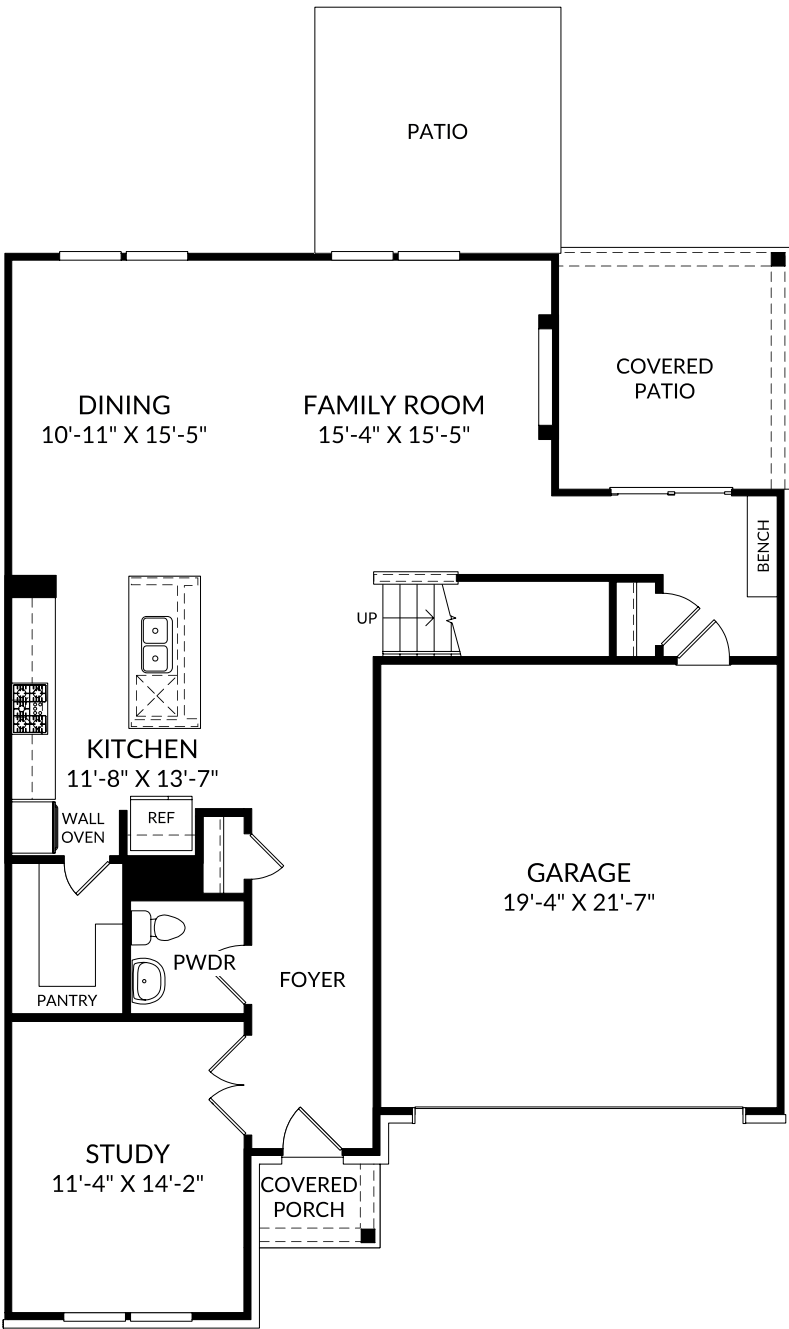 PATIO
COVERED
PATIO
DINING
10'-11" X 15'-5"
FAMILY ROOM
15'-4" X 15'-5"
BENCH
UP
KITCHEN
11'-8" X 13'-7"
WALL
OVEN
REF
GARAGE
19'-4" X 21'-7"
PWDR
FOYER
PANTRY
STUDY
11'-4" X 14'-2"
COVERED
PORCH